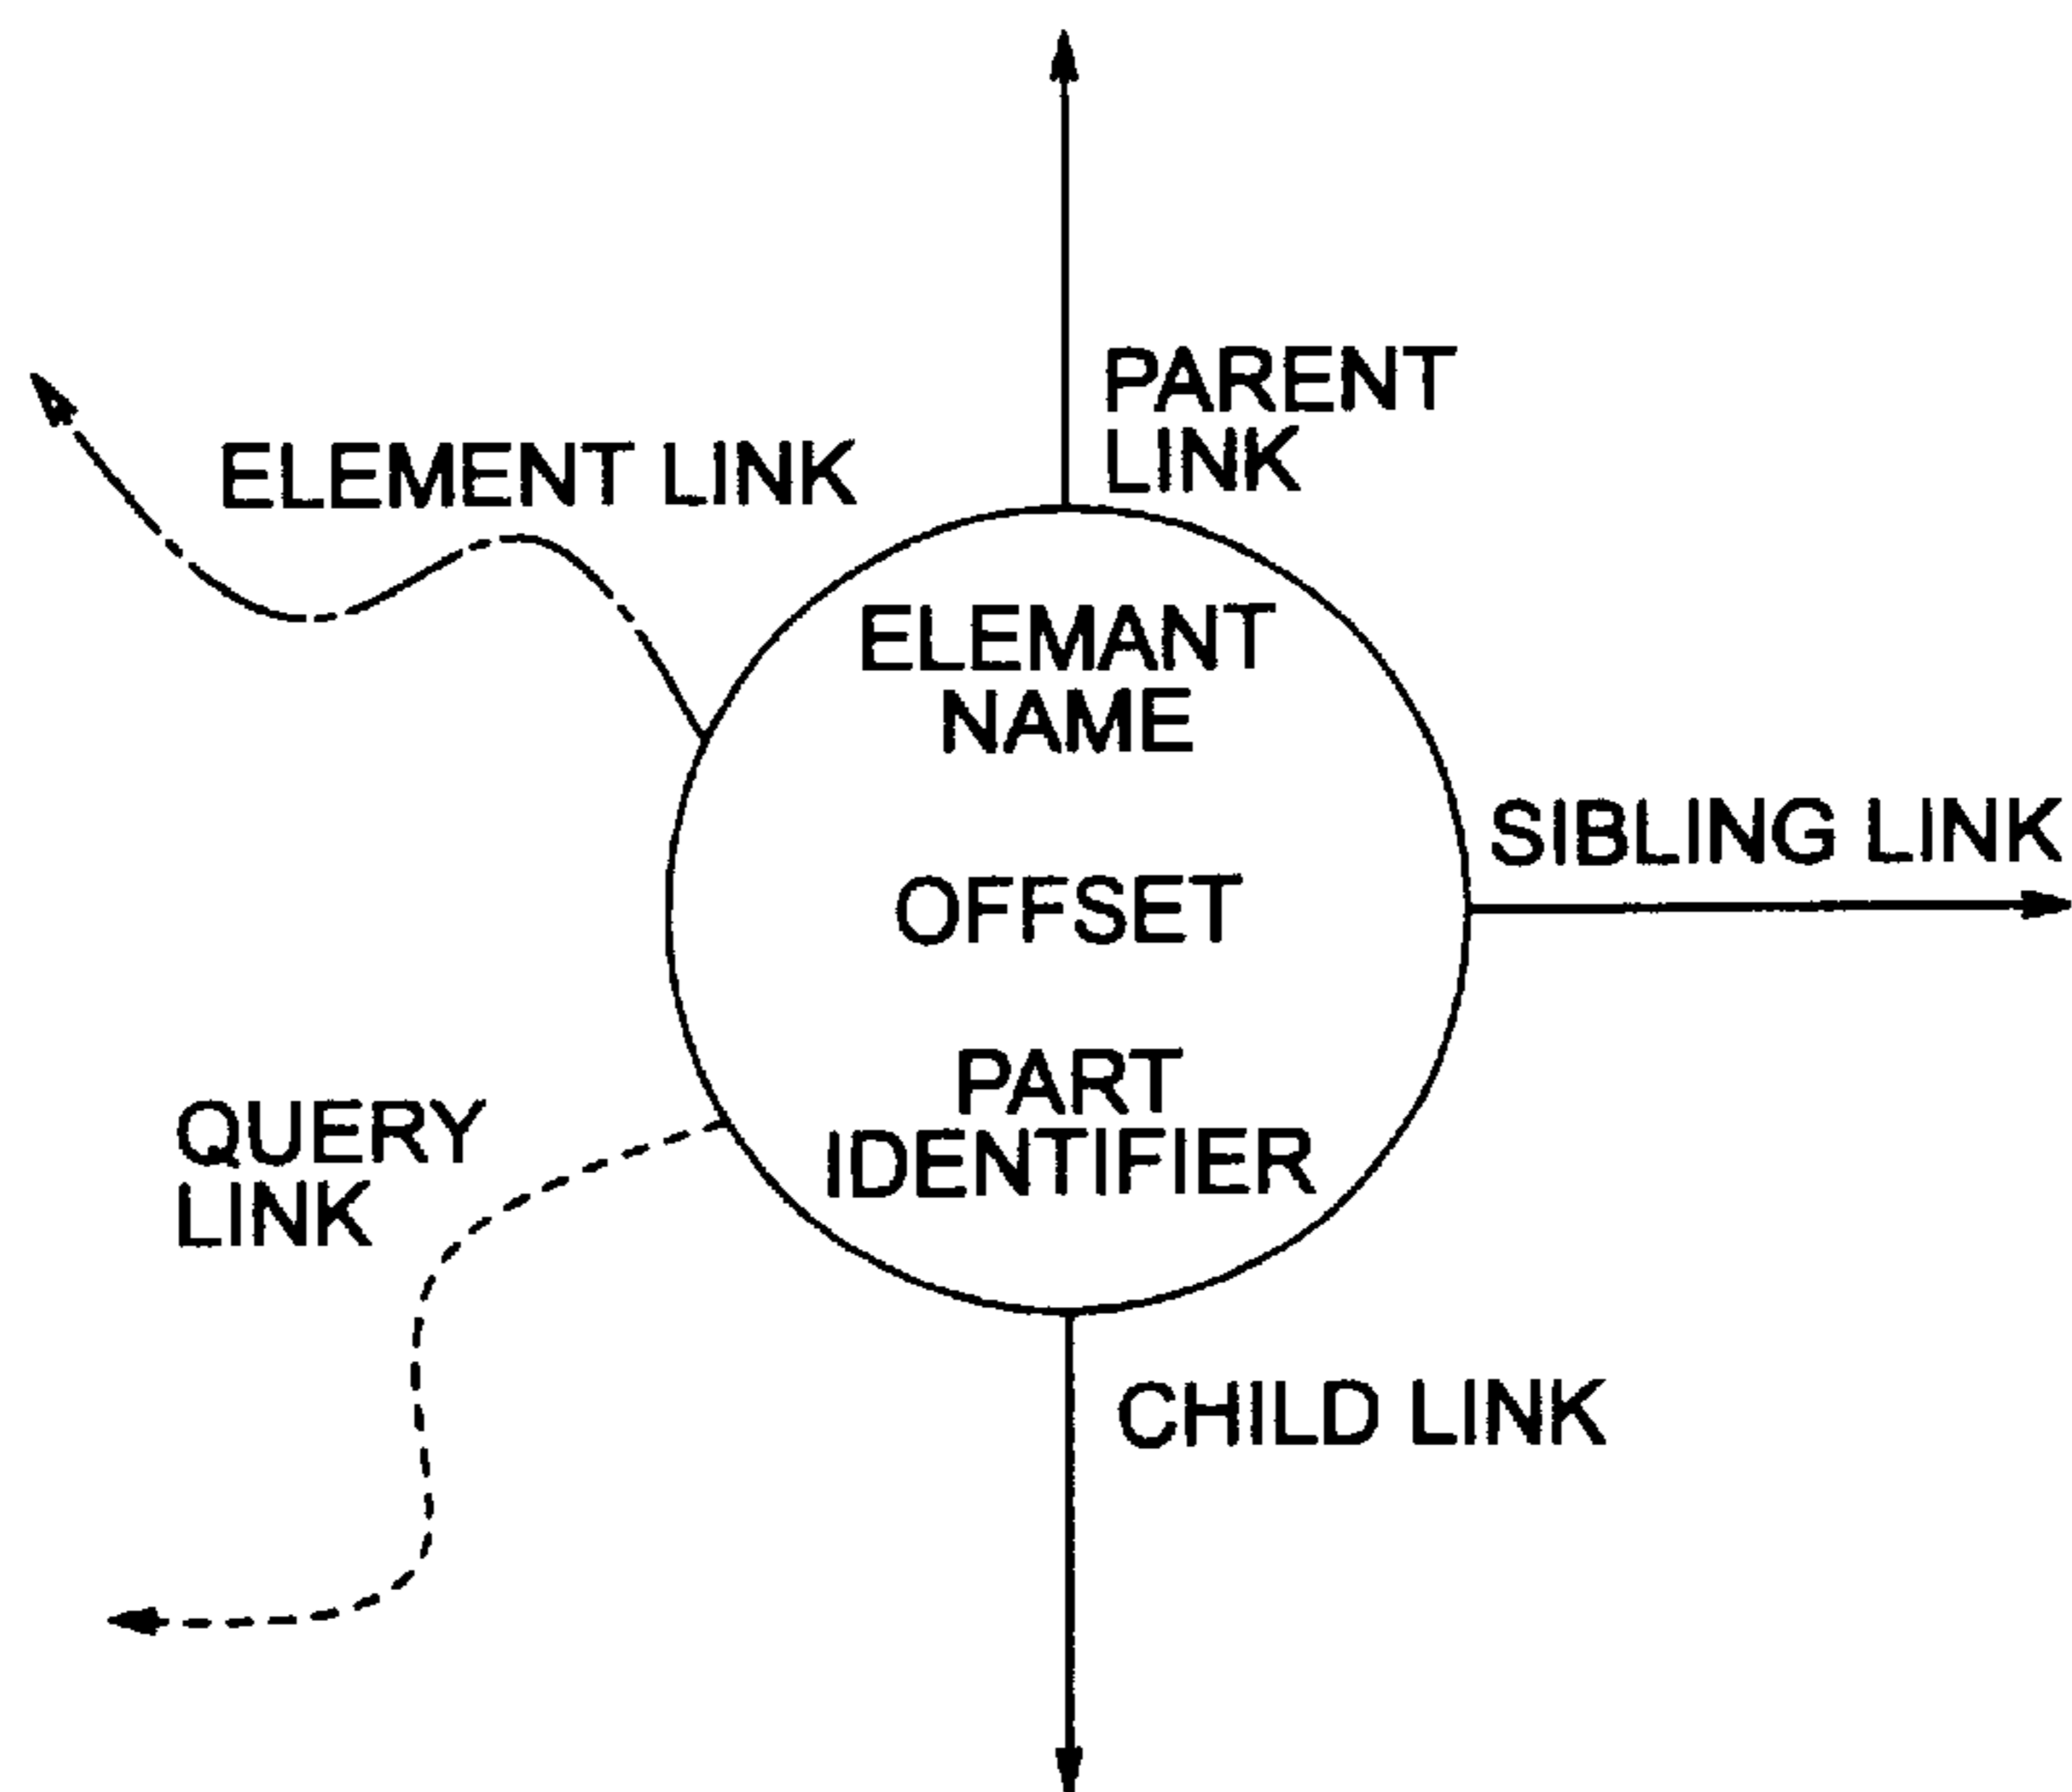 PARENT
LINK
ELEMENT LINK
ELEMANT
NAME
SIBLING LINK
OFFSET
PART
IDENTIFIER
QUERY
LINK
CHILD LINK